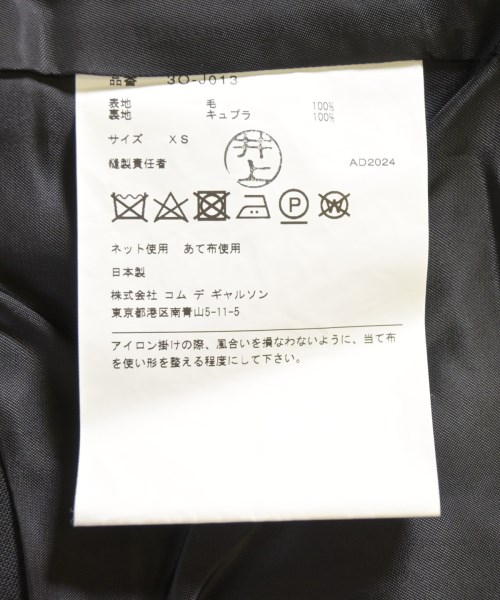 品番 3O-J013
表地 毛 100%
裏地 キュプラ 100%
サイズ XS
井上
縫製責任者 AD2024
P
W
ネット使用 あて布使用
日本製
株式会社 コム デ ギャルソン
東京都港区南青山5-11-5
アイロン掛けの際、風合いを損なわないように、当て布
を使い形を整える程度にして下さい。